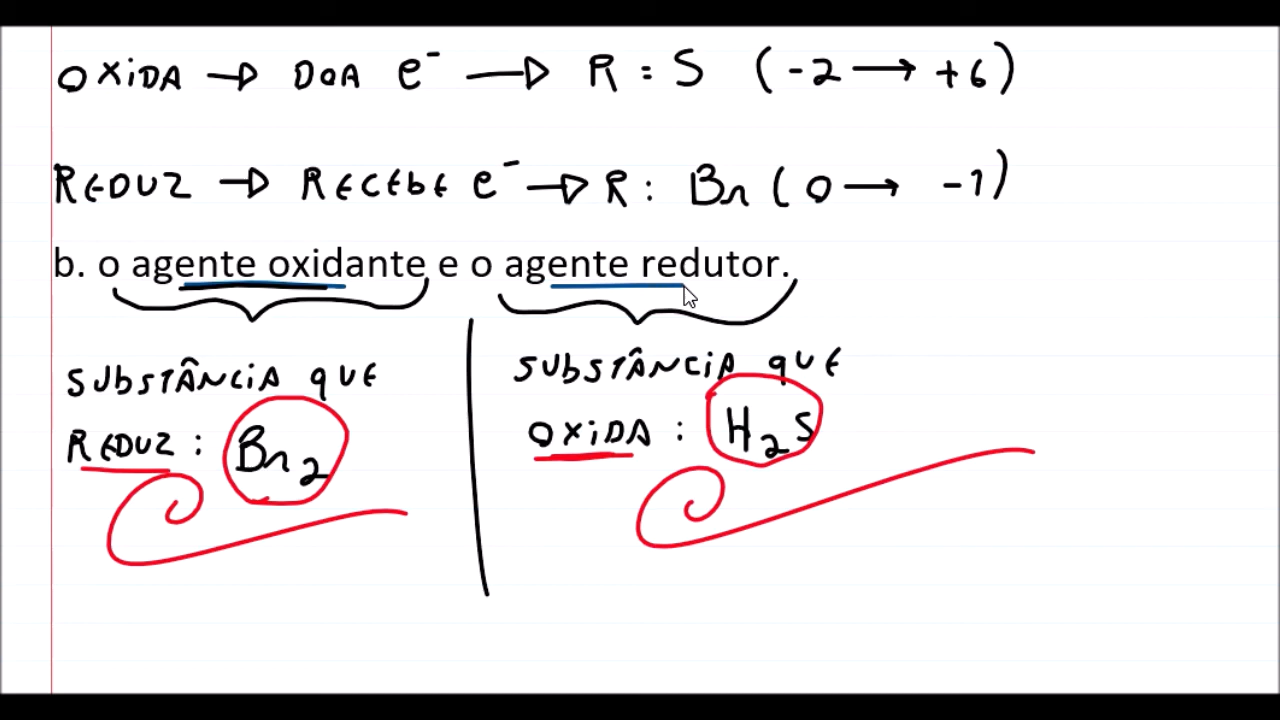 OXIDA → DOA e⁻ → R: S (-2 → +6)
REDUZ → RECEBE e⁻ → R: Br (0 → -1)
b. o agente oxidante e o agente redutor.
SUBSTÂNCIA QUE
REDUZ: Br₂
SUBSTÂNCIA QUE
OXIDA: H₂S